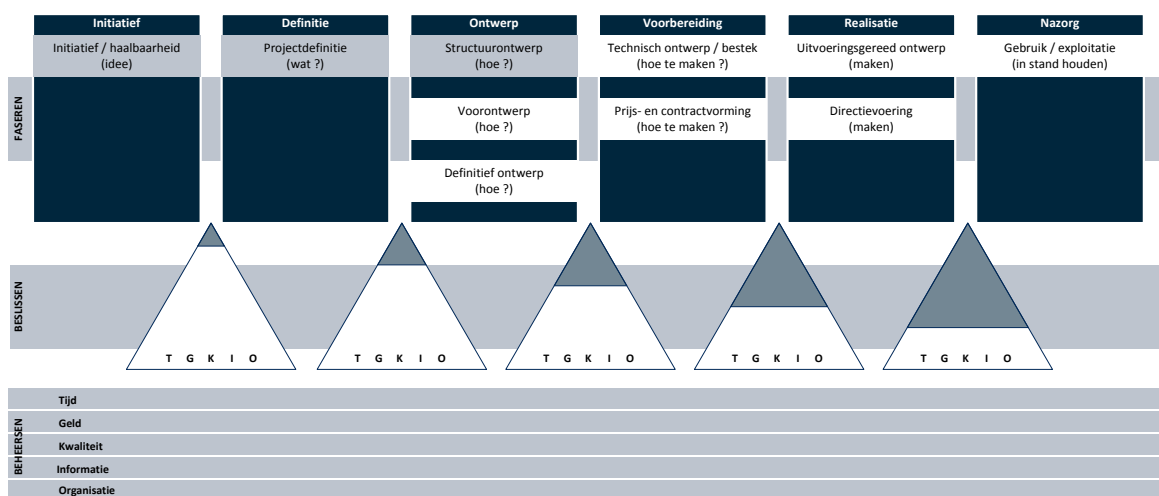 Initiatief
Definitie
Ontwerp
Voorbereiding
Realisatie
Nazorg
Initiatief / haalbaarheid
(idee)
Projectdefinitie
(wat ?)
Structuurontwerp
(hoe ?)
Technisch ontwerp / bestek
(hoe te maken ?)
Uitvoeringsgereed ontwerp
(maken)
Gebruik / exploitatie
(in stand houden)
FASEREN
Voorontwerp
(hoe ?)
Prijs- en contractvorming
(hoe te maken ?)
Directievoering
(maken)
Definitief ontwerp
(hoe ?)
BESLISSEN
T G K I O
T G K I O
T G K I O
T G K I O
T G K I O
BEHEERSEN
Tijd
Geld
Kwaliteit
Informatie
Organisatie